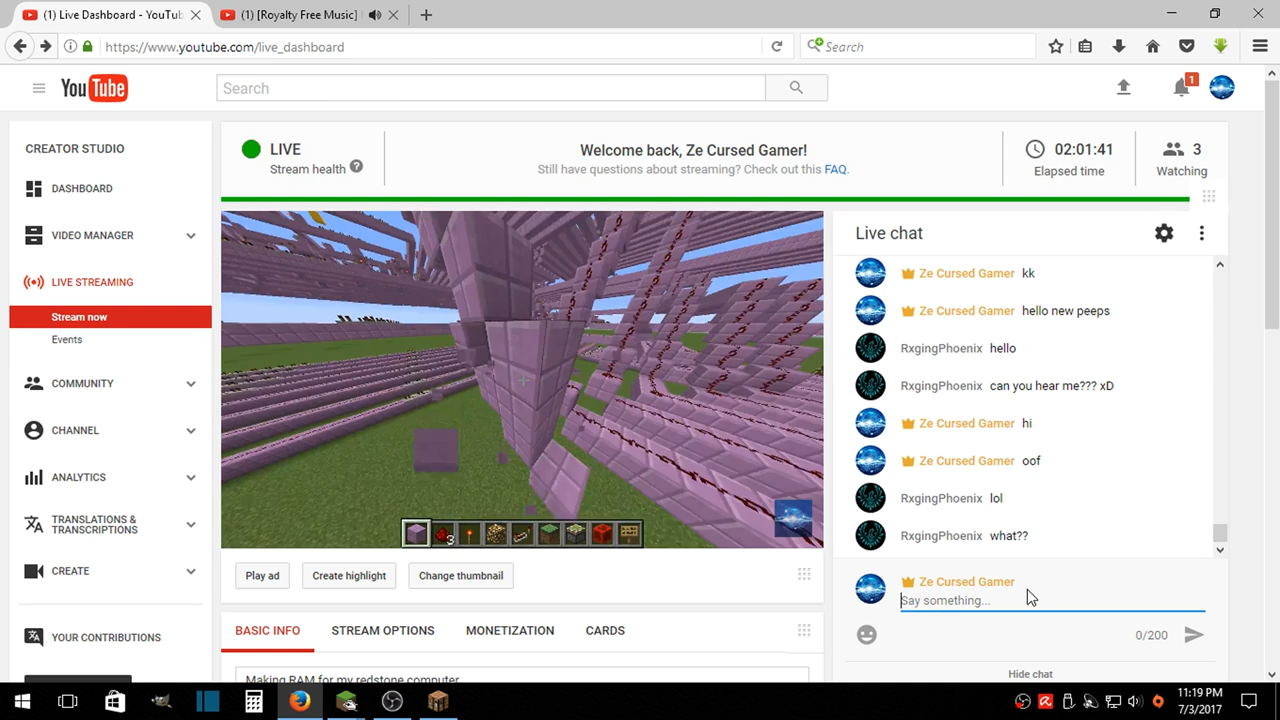 (1) Live Dashboard - YouTu
(1) [Royalty Free Music]
https://www.youtube.com/live_dashboard
Search
YouTube
Search
1
CREATOR STUDIO
DASHBOARD
VIDEO MANAGER
LIVE STREAMING
Stream now
Events
COMMUNITY
CHANNEL
ANALYTICS
TRANSLATIONS & TRANSCRIPTIONS
CREATE
YOUR CONTRIBUTIONS
LIVE
Stream health ?
Welcome back, Ze Cursed Gamer!
Still have questions about streaming? Check out this FAQ.
02:01:41
Elapsed time
3
Watching
3
Play ad
Create highlight
Change thumbnail
BASIC INFO
STREAM OPTIONS
MONETIZATION
CARDS
Making RAM for my redstone computer
Live chat
Ze Cursed Gamer kk
Ze Cursed Gamer hello new peeps
RxgingPhoenix hello
RxgingPhoenix can you hear me??? xD
Ze Cursed Gamer hi
Ze Cursed Gamer oof
RxgingPhoenix lol
RxgingPhoenix what??
Ze Cursed Gamer
Say something...
0/200
Hide chat
11:19 PM
7/3/2017